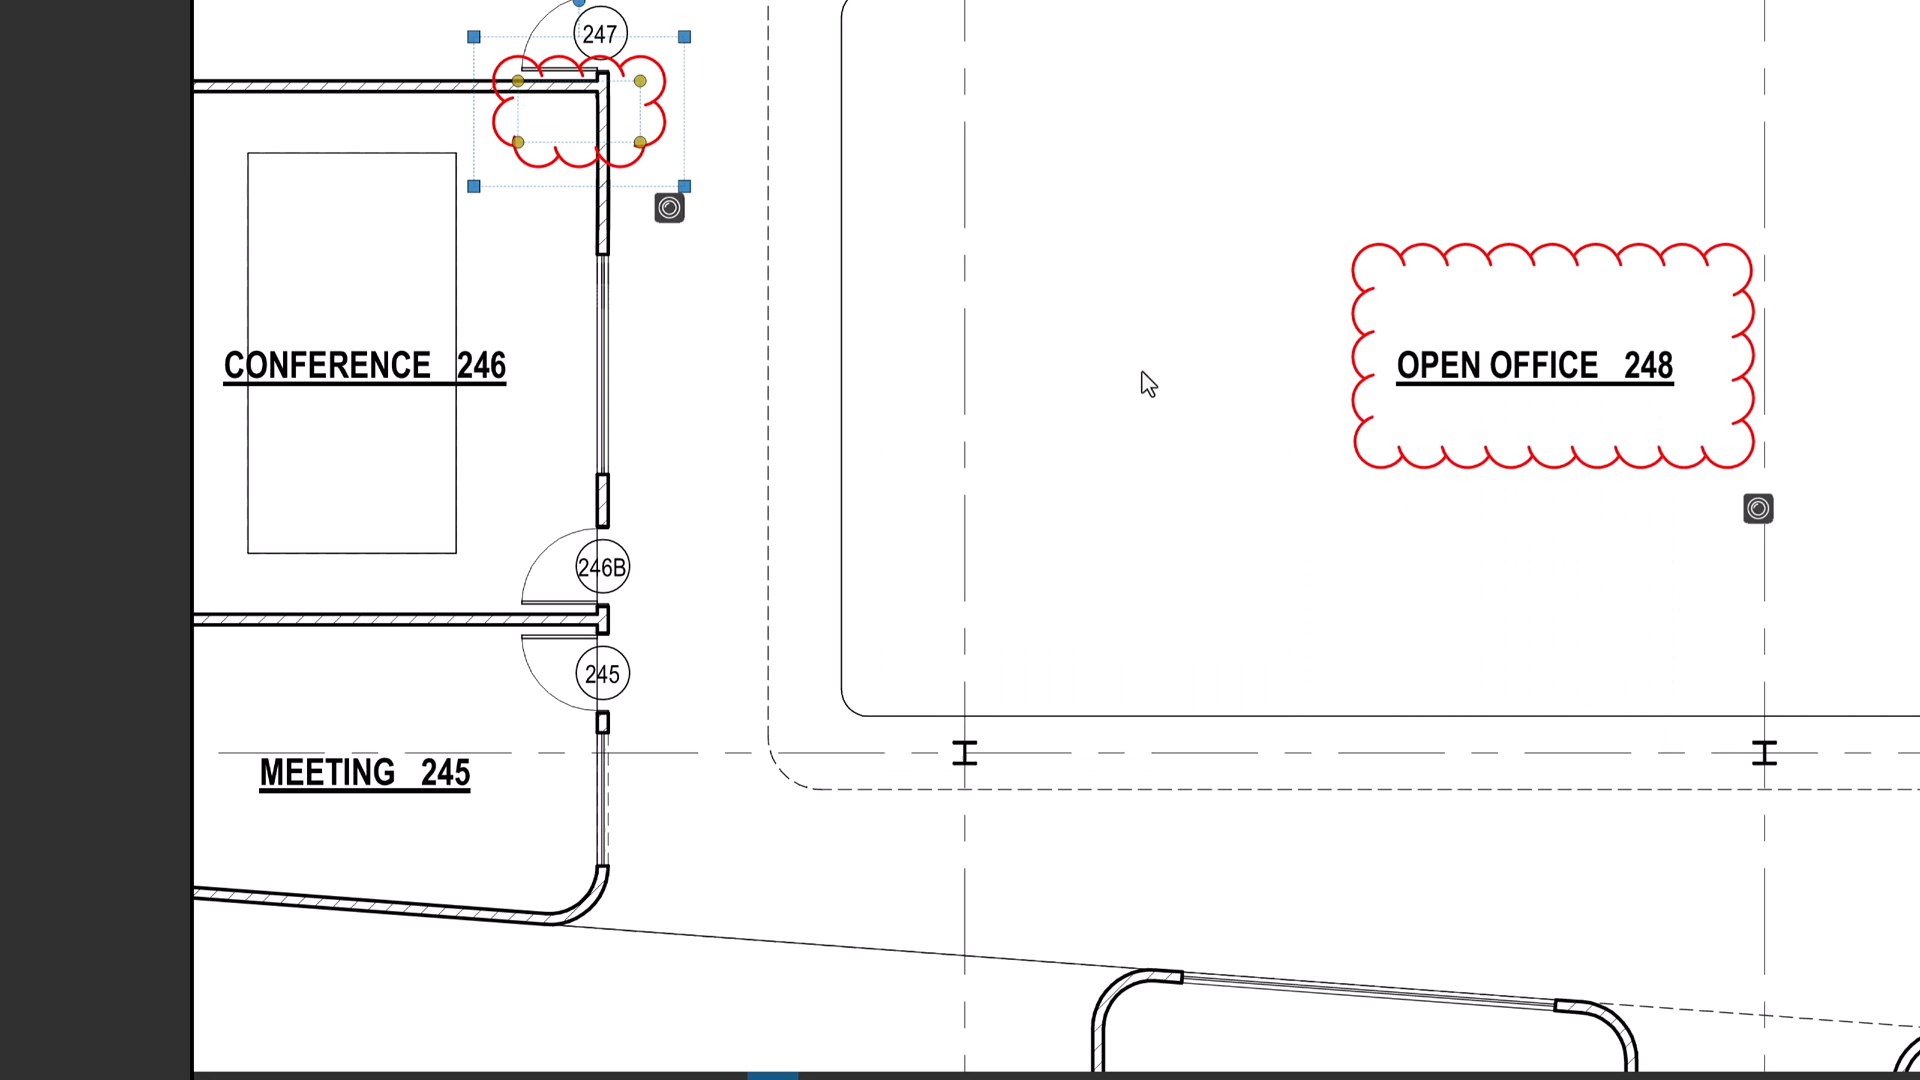 247
CONFERENCE 246
OPEN OFFICE 248
246B
245
MEETING 245